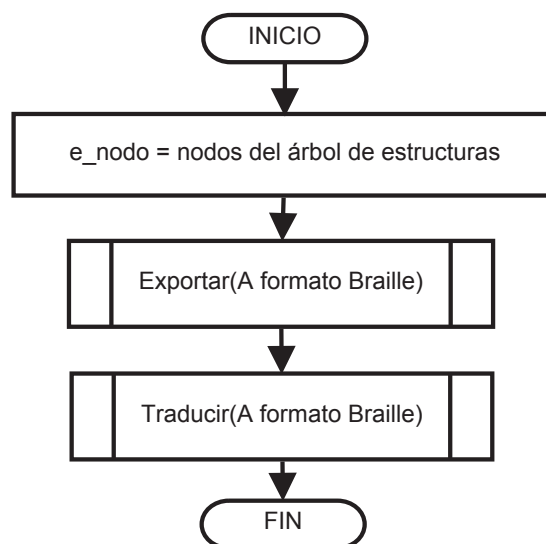 INICIO
e_nodo = nodos del árbol de estructuras
Exportar(A formato Braille)
Traducir(A formato Braille)
FIN